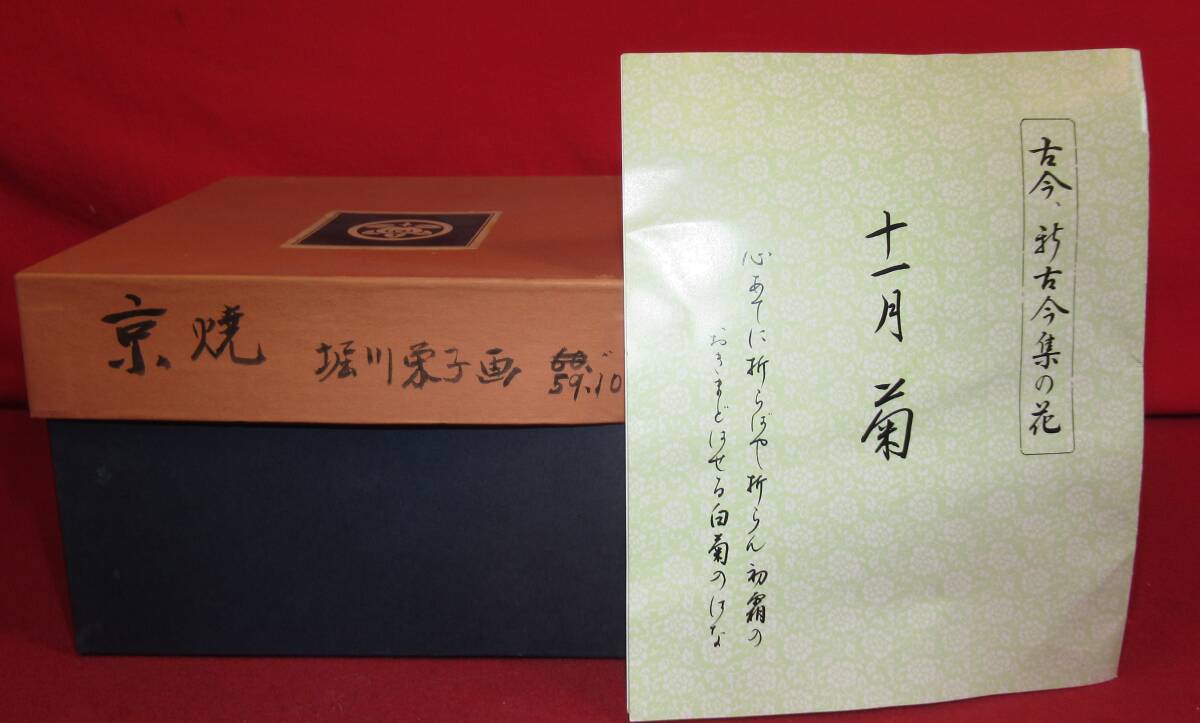 古今、新古今集の花
十一月 菊
心あてに折らばや折らん初霜の
おきまどはせる白菊のはな
京焼 堀川栄子画
59.10